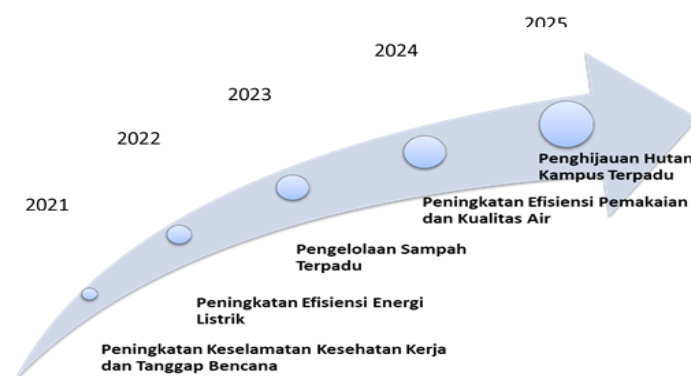 2025
2024
2023
2022
2021
Penghijauan Hutan
Kampus Terpadu
Peningkatan Efisiensi Pemakaian
dan Kualitas Air
Pengelolaan Sampah
Terpadu
Peningkatan Efisiensi Energi
Listrik
Peningkatan Keselamatan Kesehatan Kerja
dan Tanggap Bencana